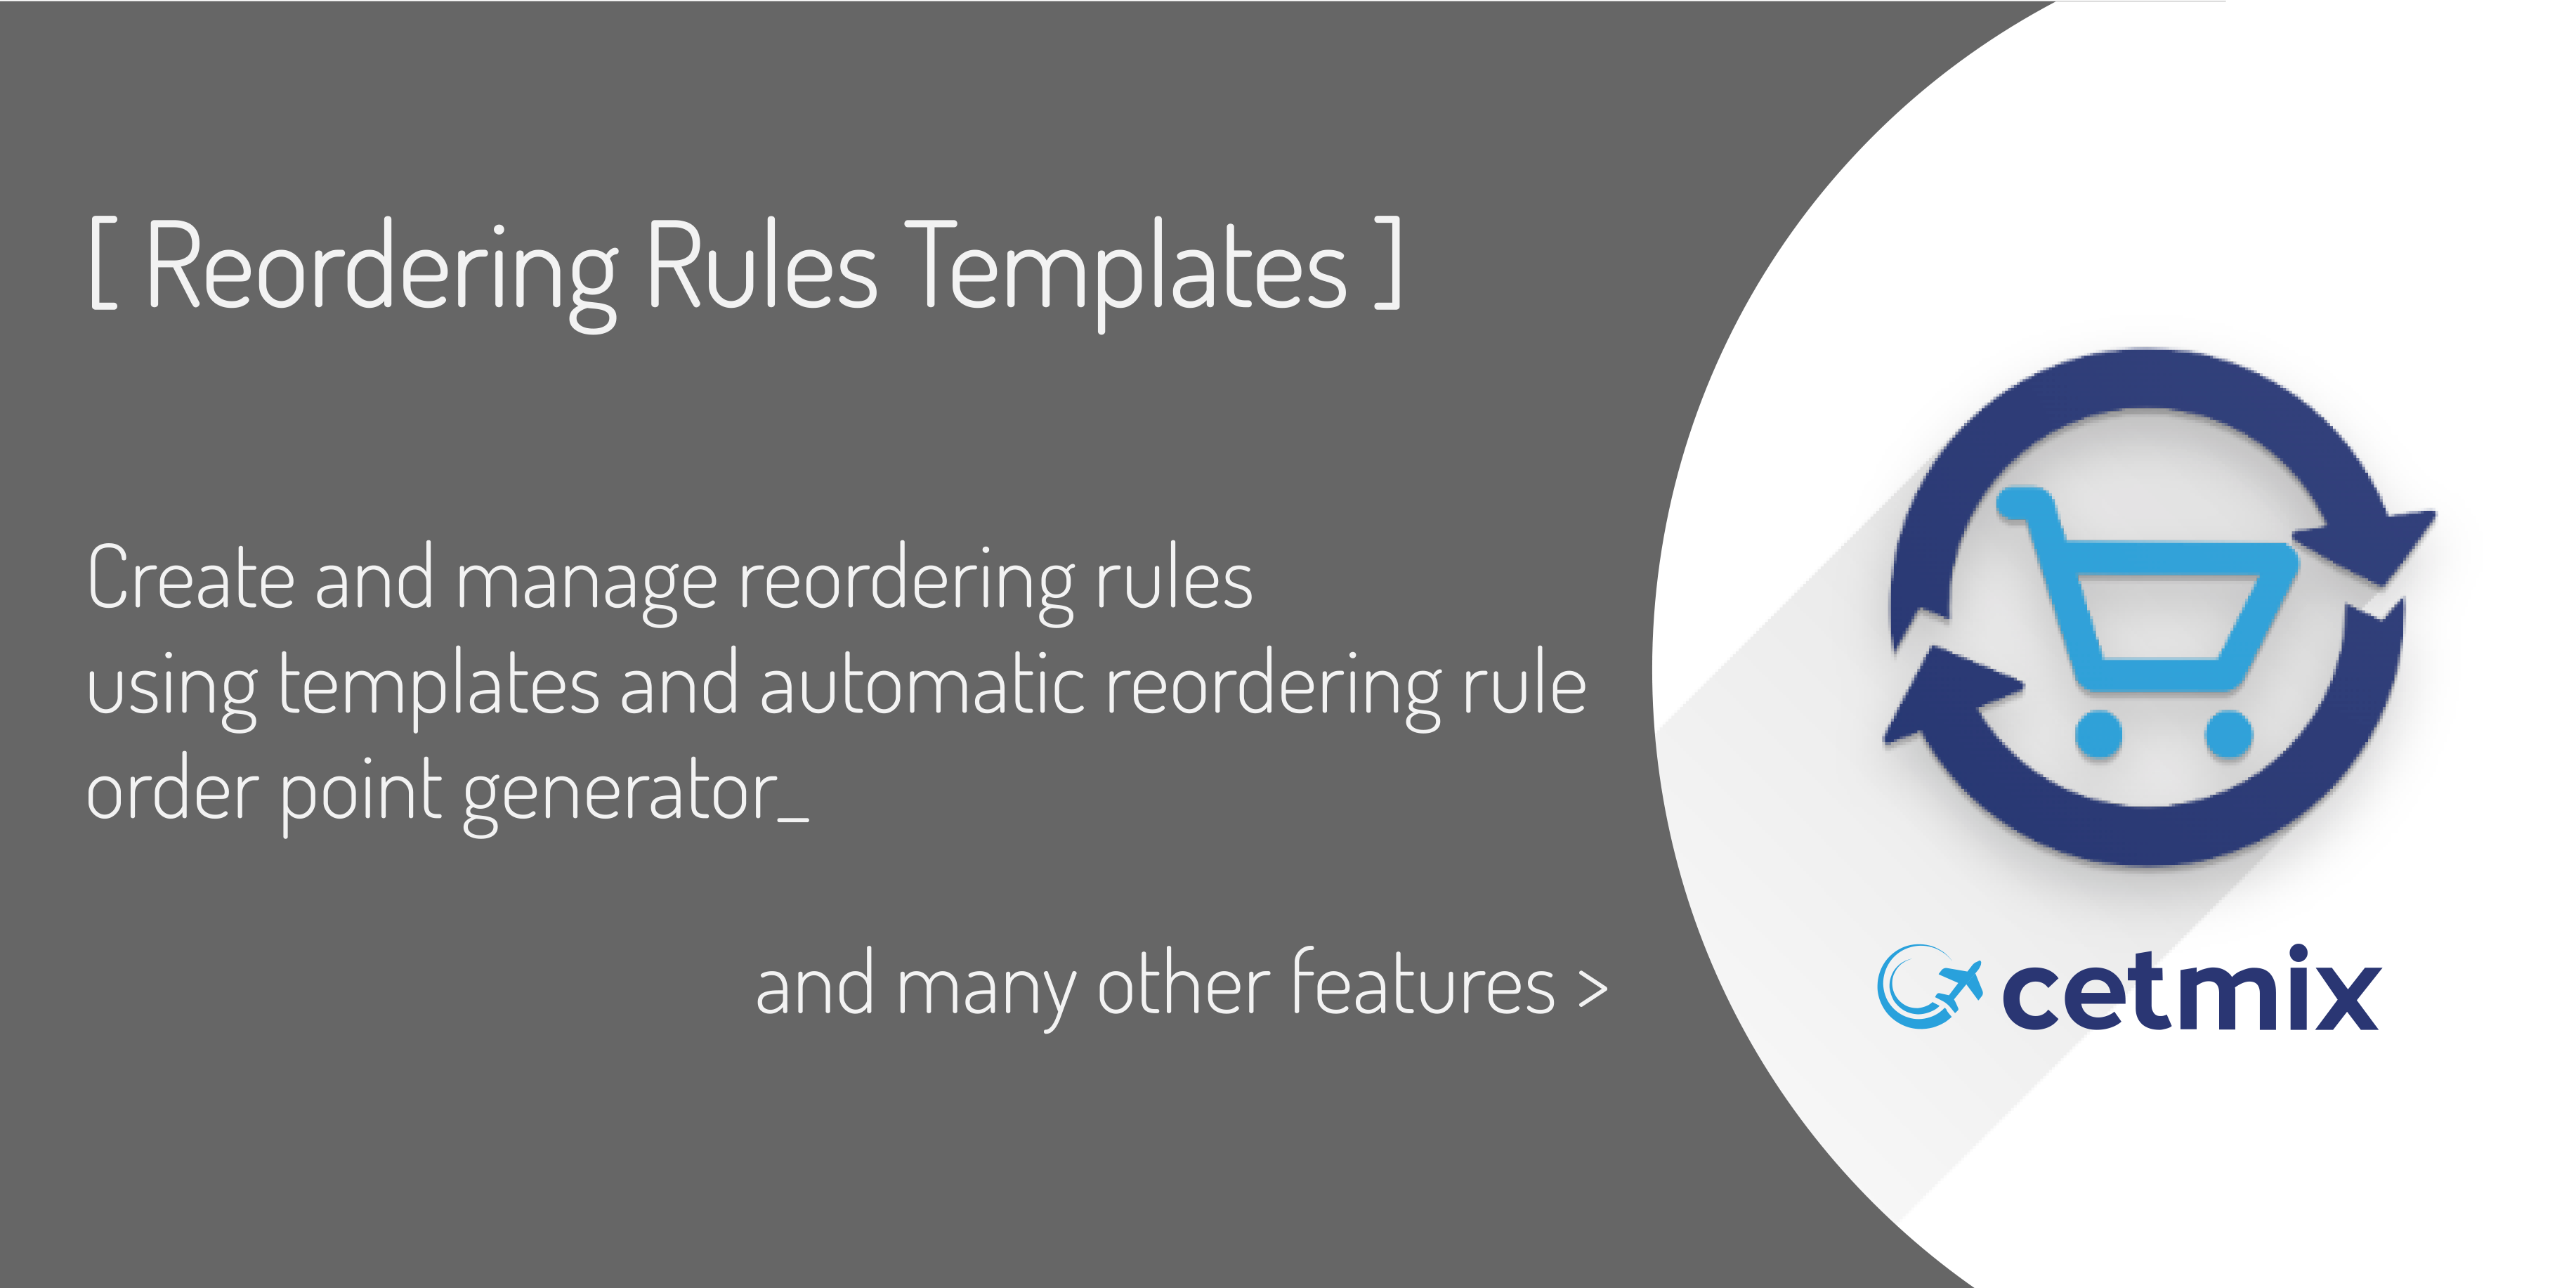 [ Reordering Rules Templates ]
Create and manage reordering rules
using templates and automatic reordering rule
order point generator_
and many other features >
cetmix